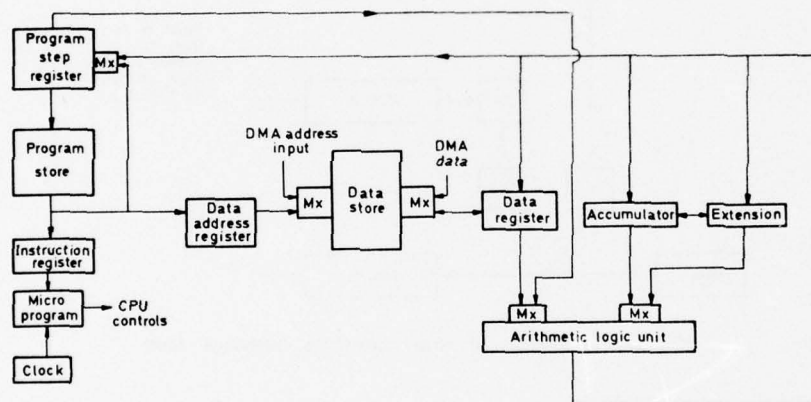 Program
step
register
Mx
Program
store
DMA address
input
DMA
data
Mx
Data
store
Mx
Data
address
register
Data
register
Accumulator
Extension
Instruction
register
Micro
program
CPU
controls
Clock
Mx
Mx
Arithmetic logic unit